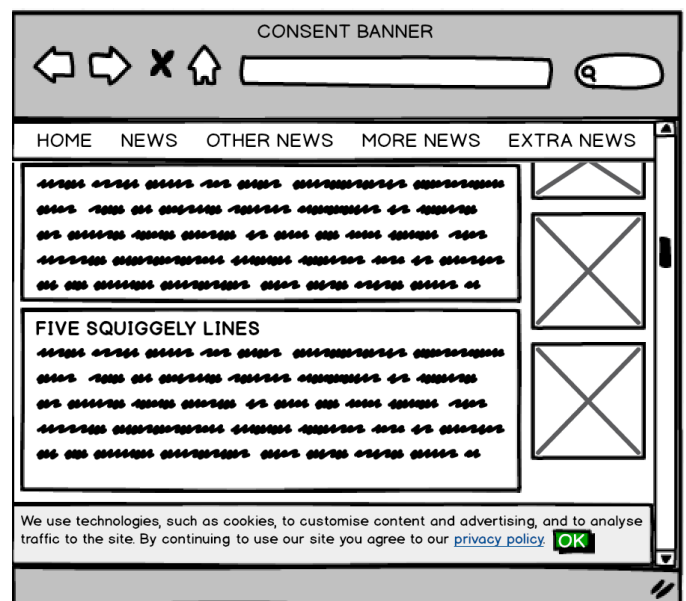 CONSENT BANNER
HOME NEWS OTHER NEWS MORE NEWS EXTRA NEWS
FIVE SQUIGGELY LINES
We use technologies, such as cookies, to customise content and advertising, and to analyse
traffic to the site. By continuing to use our site you agree to our privacy policy. OK